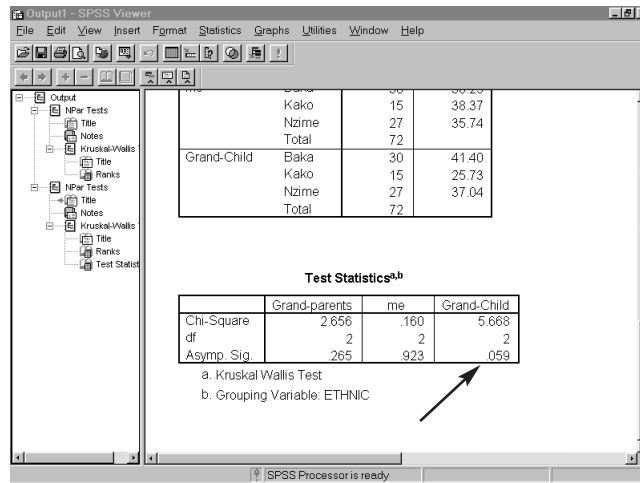 Output1 - SPSS Viewer
File Edit View Insert Format Statistics Graphs Utilities Window Help
Output
NPar Tests
Title
Notes
Kruskal-Wallis
Title
Ranks
NPar Tests
Title
Notes
Kruskal-Wallis
Title
Ranks
Test Statist
Kako 15 38.37
Nzime 27 35.74
Total 72
Grand-Child Baka 30 41.40
Kako 15 25.73
Nzime 27 37.04
Total 72
Test Statisticsa,b
Grand-parents me Grand-Child
Chi-Square 2.656 .160 5.668
df 2 2 2
Asymp. Sig. .265 .923 .059
a. Kruskal Wallis Test
b. Grouping Variable: ETHNIC
SPSS Processor is ready